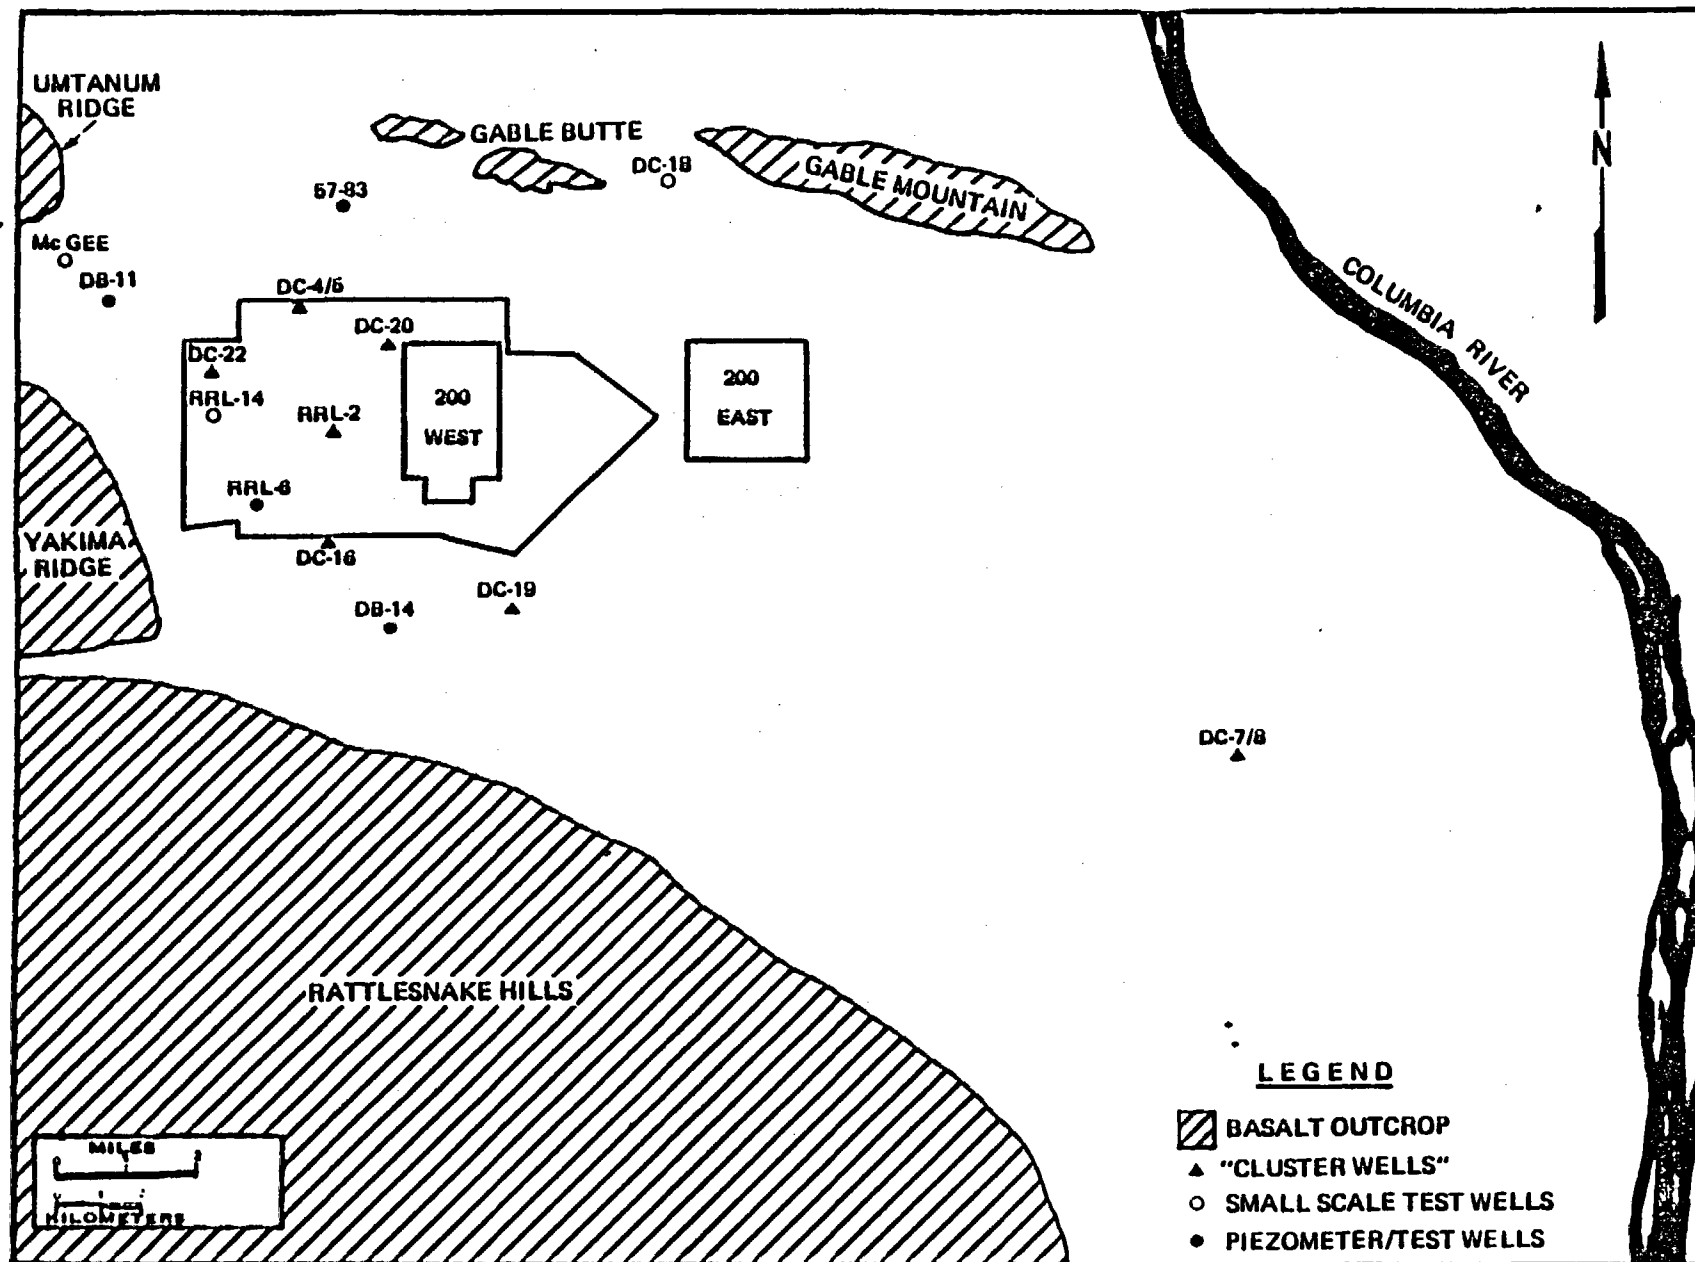 UMTANUM
RIDGE
GABLE BUTTE
DC-18
GABLE MOUNTAIN
N
57-83
Mc GEE
DB-11
COLUMBIA RIVER
DC-4/5
DC-20
DC-22
RRL-14
RRL-2
200
WEST
200
EAST
RRL-6
YAKIMA
RIDGE
DC-16
DC-19
DB-14
DC-7/8
RATTLESNAKE HILLS
LEGEND
BASALT OUTCROP
"CLUSTER WELLS"
SMALL SCALE TEST WELLS
PIEZOMETER/TEST WELLS
MILES
KILOMETERS